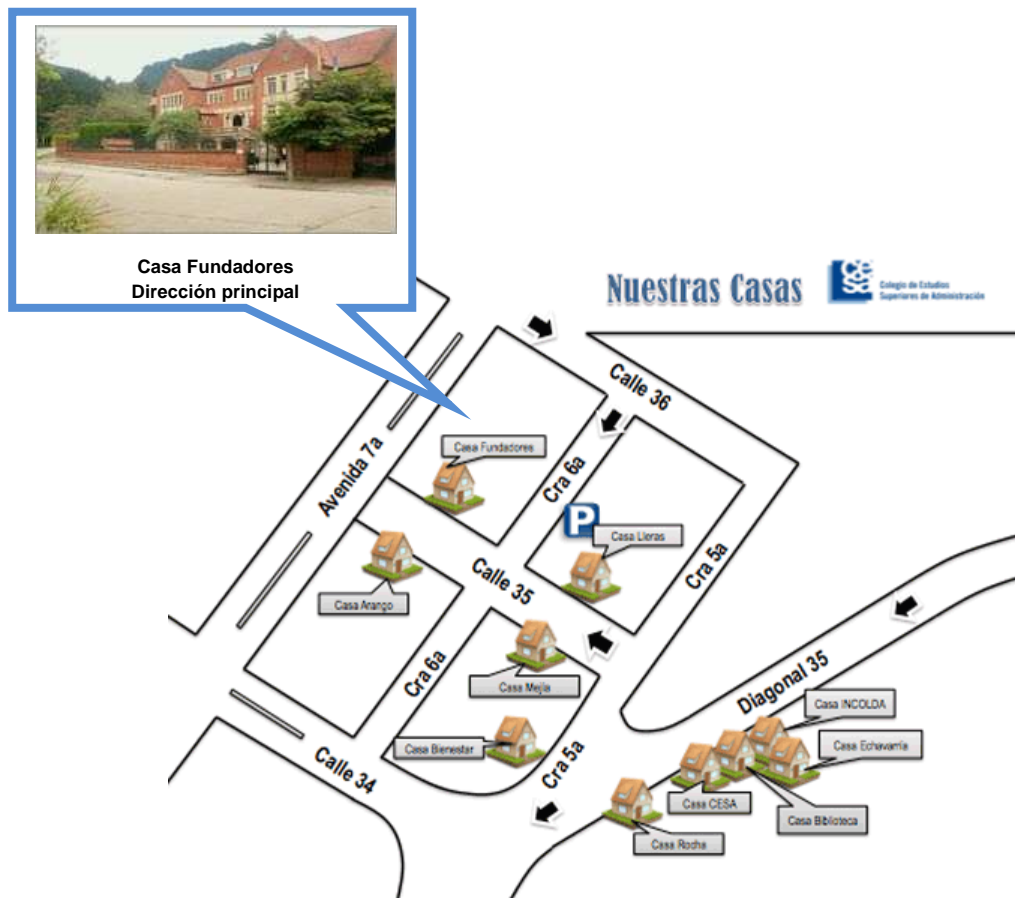 Casa Fundadores
Dirección principal
Nuestras Casas
ce
sa
Colegio de Estudios
Superiores de Administración
Calle 36
Avenida 7a
Casa Fundadores
Cra 6a
P
Casa Lleras
Cra 5a
Calle 35
Casa Arango
Cra 6a
Casa Mejía
Diagonal 35
Casa INCOLDA
Casa Bienestar
Casa Echavarría
Calle 34
Cra 5a
Casa CESA
Casa Biblioteca
Casa Rocha